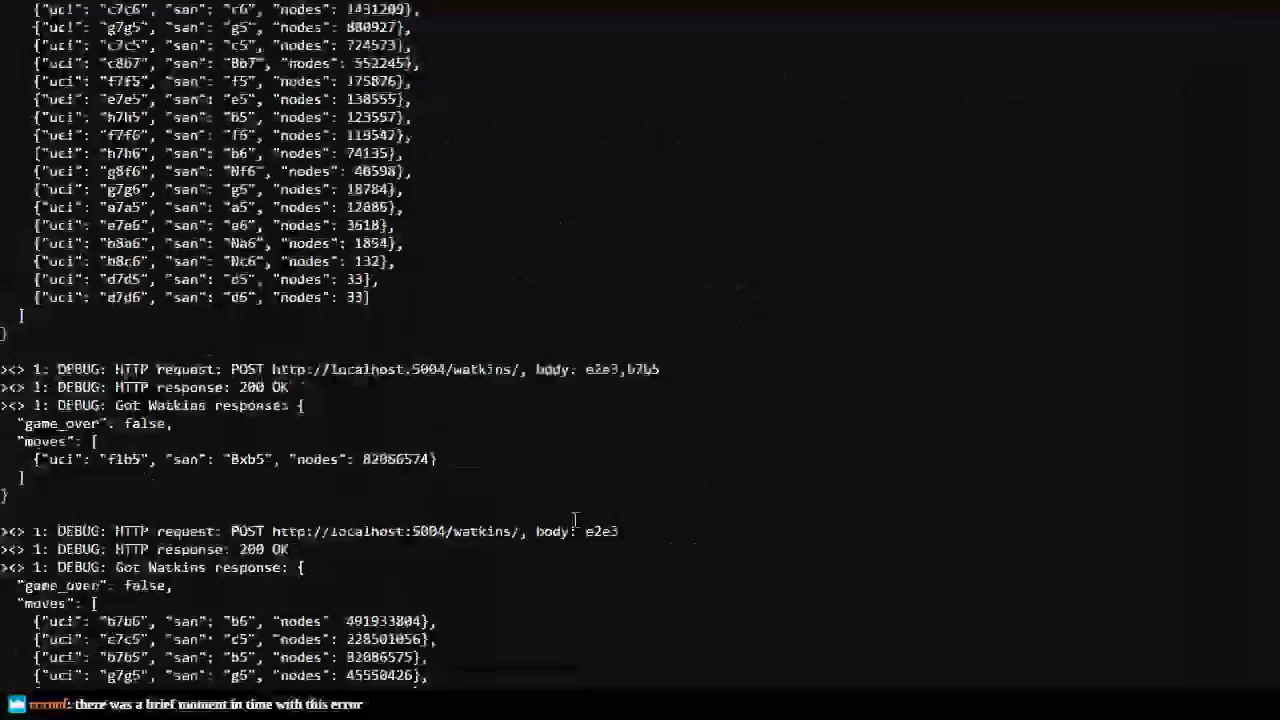 {"uci": "c7c6", "san": "c6", "nodes": 1431209},
{"uci": "g7g5", "san": "g5", "nodes": 880927},
{"uci": "c7c5", "san": "c5", "nodes": 724573},
{"uci": "c8b7", "san": "Bb7", "nodes": 552245},
{"uci": "f7f5", "san": "f5", "nodes": 175876},
{"uci": "e7e5", "san": "e5", "nodes": 138555},
{"uci": "h7h5", "san": "h5", "nodes": 123557},
{"uci": "f7f6", "san": "f6", "nodes": 119542},
{"uci": "h7h6", "san": "h6", "nodes": 74135},
{"uci": "g8f6", "san": "Nf6", "nodes": 40598},
{"uci": "g7g6", "san": "g6", "nodes": 18784},
{"uci": "a7a5", "san": "a5", "nodes": 12886},
{"uci": "a7a6", "san": "a6", "nodes": 3618},
{"uci": "b8a6", "san": "Na6", "nodes": 1854},
{"uci": "b8c6", "san": "Nc6", "nodes": 132},
{"uci": "d7d5", "san": "d5", "nodes": 33},
{"uci": "d7d6", "san": "d6", "nodes": 33}
]
}
><> 1: DEBUG: HTTP request: POST http://localhost:5004/watkins/, body: e2e3,b7b5
><> 1: DEBUG: HTTP response: 200 OK
><> 1: DEBUG: Got Watkins response: {
"game_over": false,
"moves": [
{"uci": "f1b5", "san": "Bxb5", "nodes": 82086574}
]
}
><> 1: DEBUG: HTTP request: POST http://localhost:5004/watkins/, body: e2e3
><> 1: DEBUG: HTTP response: 200 OK
><> 1: DEBUG: Got Watkins response: {
"game_over": false,
"moves": [
{"uci": "b7b6", "san": "b6", "nodes" 491933804},
{"uci": "c7c5", "san": "c5", "nodes": 228501056},
{"uci": "b7b5", "san": "b5", "nodes": 82086575},
{"uci": "g7g5", "san": "g5", "nodes": 45550426},
: there was a brief moment in time with this error